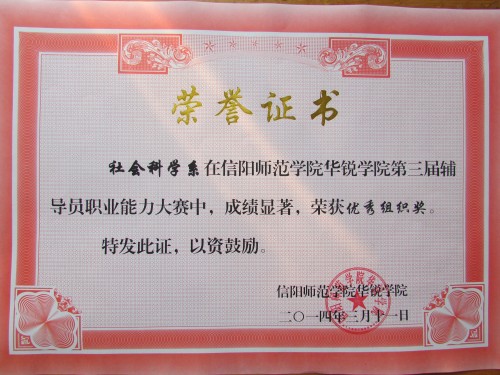 荣誉证书
社会科学系在信阳师范学院华锐学院第三届辅
导员职业能力大赛中，成绩显著，荣获优秀组织奖。
特发此证，以资鼓励。
信阳师范学院华锐学院
二〇一四年三月十一日